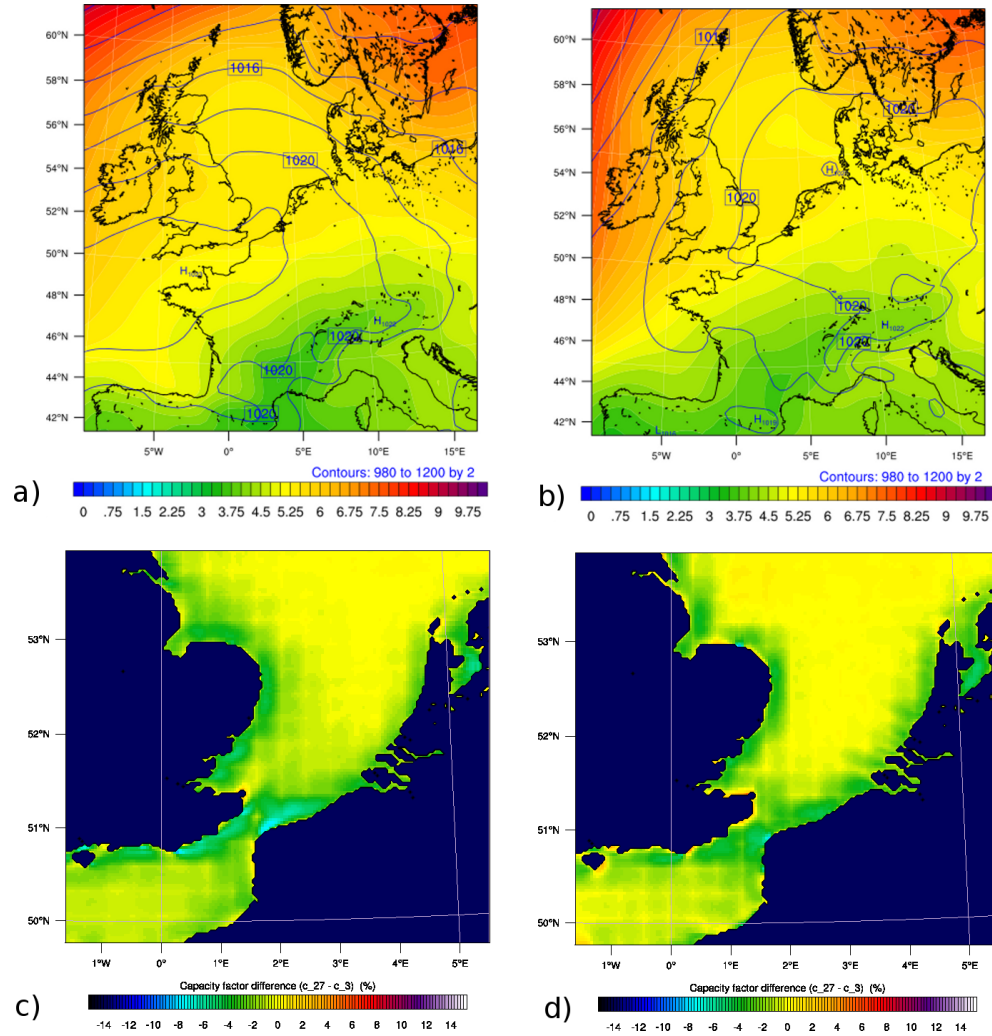 60°N
58°N
56°N
54°N
52°N
50°N
48°N
46°N
44°N
42°N
1016
1020
1016
1020
1020
1020
H
H 1022
5°W 0° 5°E 10°E 15°E
Contours: 980 to 1200 by 2
a)
0 .75 1.5 2.25 3 3.75 4.5 5.25 6 6.75 7.5 8.25 9 9.75
60°N
58°N
56°N
54°N
52°N
50°N
48°N
46°N
44°N
42°N
1020
1020
1020
1020
H
H 1022
H 1019
5°W 0° 5°E 10°E 15°E
Contours: 980 to 1200 by 2
b)
0 .75 1.5 2.25 3 3.75 4.5 5.25 6 6.75 7.5 8.25 9 9.75
53°N
52°N
51°N
50°N
1°W 0° 1°E 2°E 3°E 4°E 5°E
Capacity factor difference (c_27 - c_3) (%)
c)
-14 -12 -10 -8 -6 -4 -2 0 2 4 6 8 10 12 14
53°N
52°N
51°N
50°N
1°W 0° 1°E 2°E 3°E 4°E 5°E
Capacity factor difference (c_27 - c_3) (%)
d)
-14 -12 -10 -8 -6 -4 -2 0 2 4 6 8 10 12 14